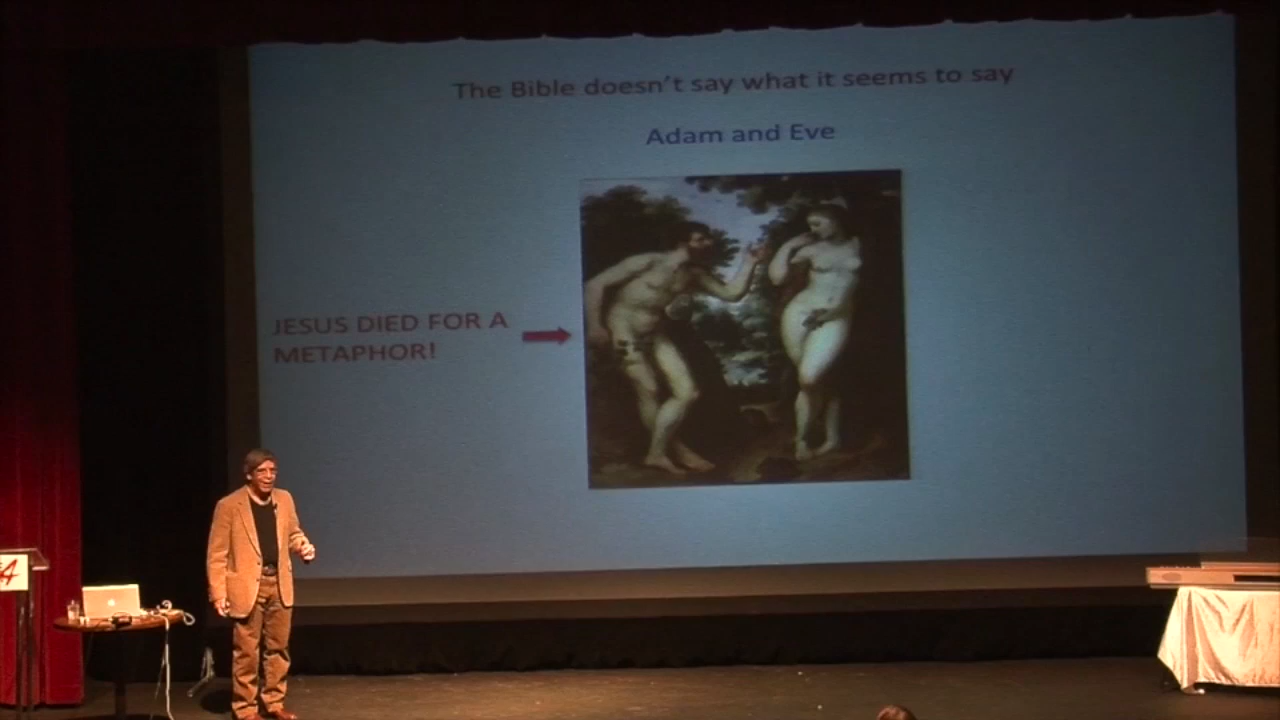 The Bible doesn't say what it seems to say
Adam and Eve
JESUS DIED FOR A
METAPHOR!
A